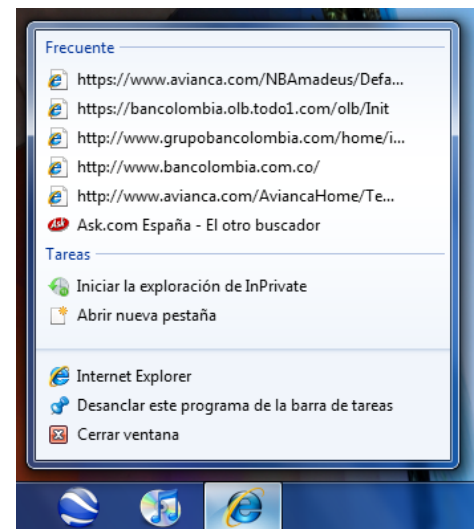 Frecuente
https://www.avianca.com/NBAmadeus/Defa...
https://bancolombia.olb.todo1.com/olb/Init
http://www.grupobancolombia.com/home/i...
http://www.bancolombia.com.co/
http://www.avianca.com/AviancaHome/Te...
Ask Ask.com España - El otro buscador
Tareas
Iniciar la exploración de InPrivate
Abrir nueva pestaña
Internet Explorer
Desanclar este programa de la barra de tareas
Cerrar ventana